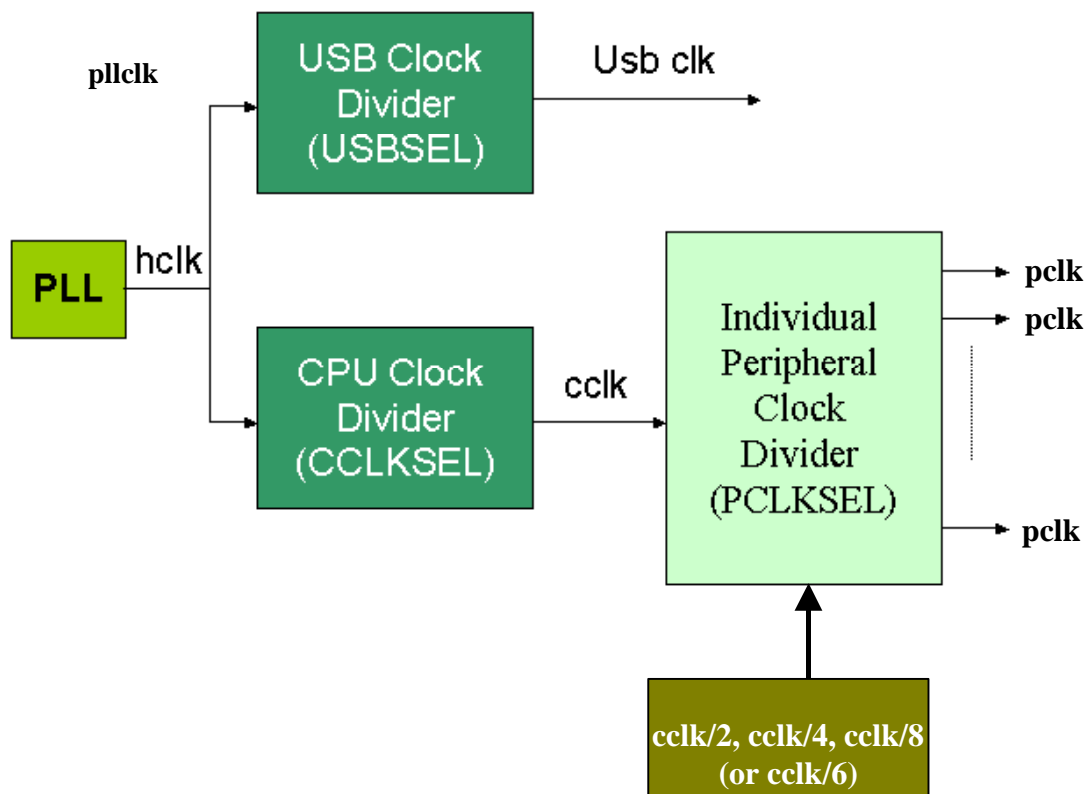 pllclk
USB Clock
Divider
(USBSEL)
Usb clk
PLL
hclk
CPU Clock
Divider
(CCLKSEL)
cclk
Individual
Peripheral
Clock
Divider
(PCLKSEL)
pclk
pclk
pclk
cclk/2, cclk/4, cclk/8
(or cclk/6)